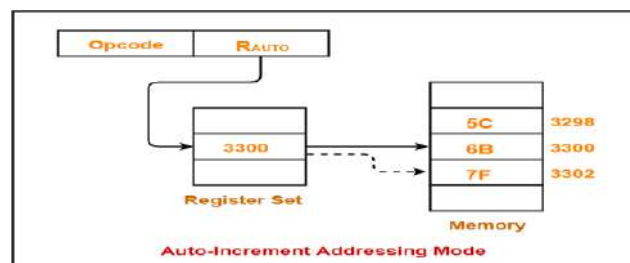 Opcode RAUTO
5C 3298
3300 6B 3300
7F 3302
Register Set
Memory
Auto-Increment Addressing Mode